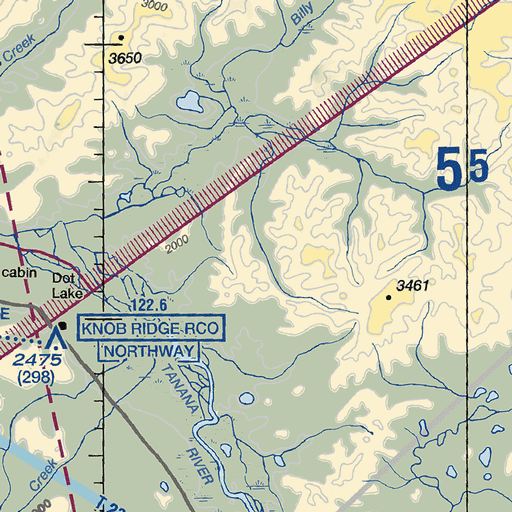 3000
Billy
3650
Creek
55
2000
cabin
Dot
Lake
122.6
E
KNOB RIDGE RCO
NORTHWAY
2475
(298)
3461
TANANA
RIVER
Creek